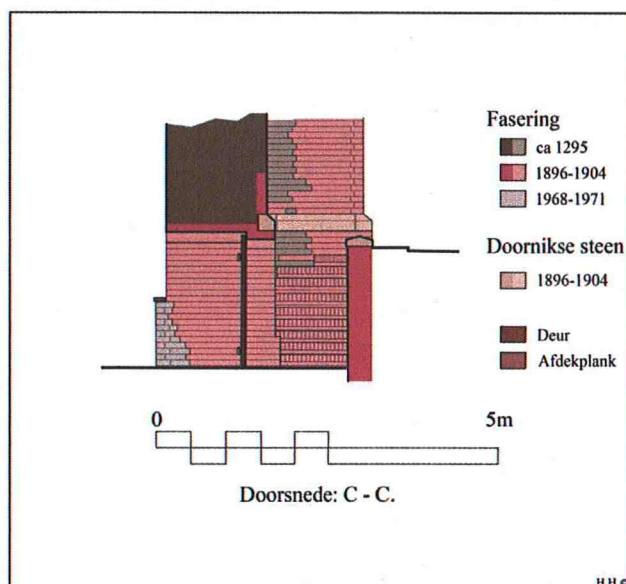 Fasering
ca 1295
1896-1904
1968-1971
Doornikse steen
1896-1904
Deur
Afdekplank
0 5m
Doorsnede: C - C.